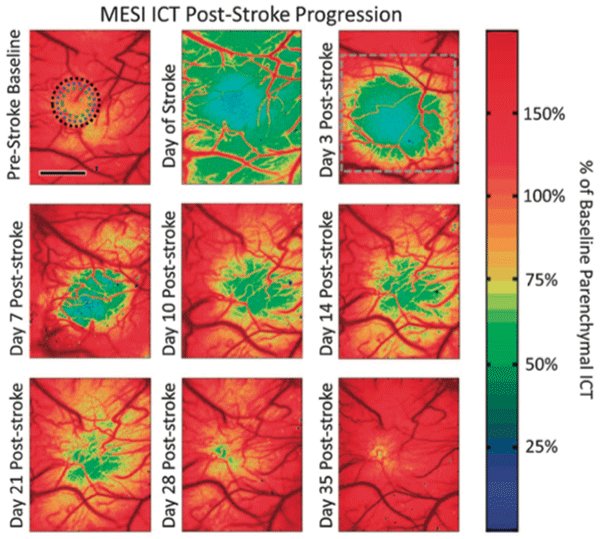 MESI ICT Post-Stroke Progression
Pre-Stroke Baseline
Day of Stroke
Day 3 Post-stroke
Day 7 Post-stroke
Day 10 Post-stroke
Day 14 Post-stroke
Day 21 Post-stroke
Day 28 Post-stroke
Day 35 Post-stroke
150%
100%
75%
50%
25%
% of Baseline Parenchymal ICT